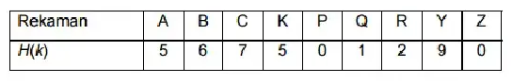 Rekaman A B C K P Q R Y Z
H(k) 5 6 7 5 0 1 2 9 0